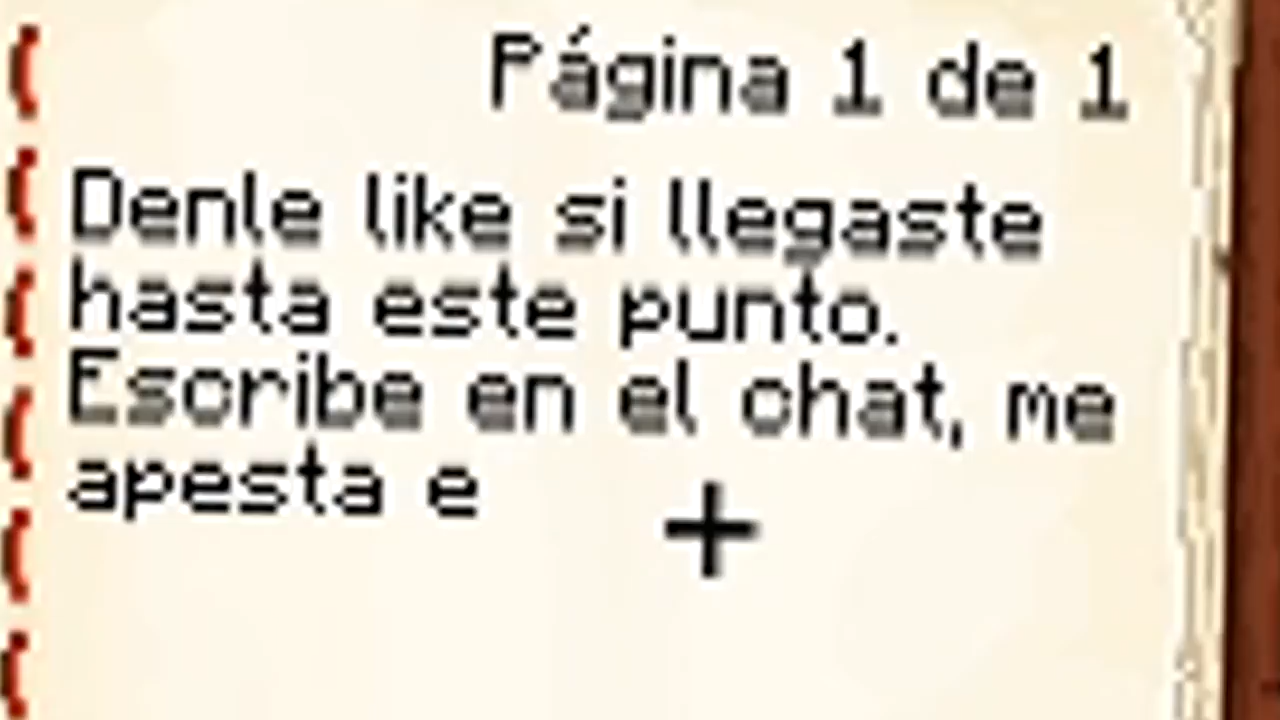 Página 1 de 1
Denle like si llegaste
hasta este punto.
Escribe en el chat, me
apesta e